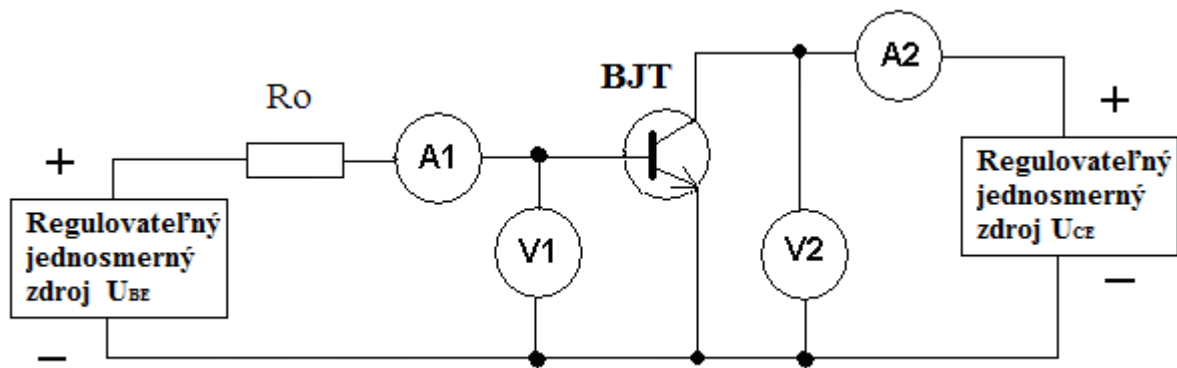 BJT
A2
Ro
+
A1
+
Regulovateľný
jednosmerný
zdroj UBE
V1
V2
Regulovateľný
jednosmerný
zdroj UCE
−
−